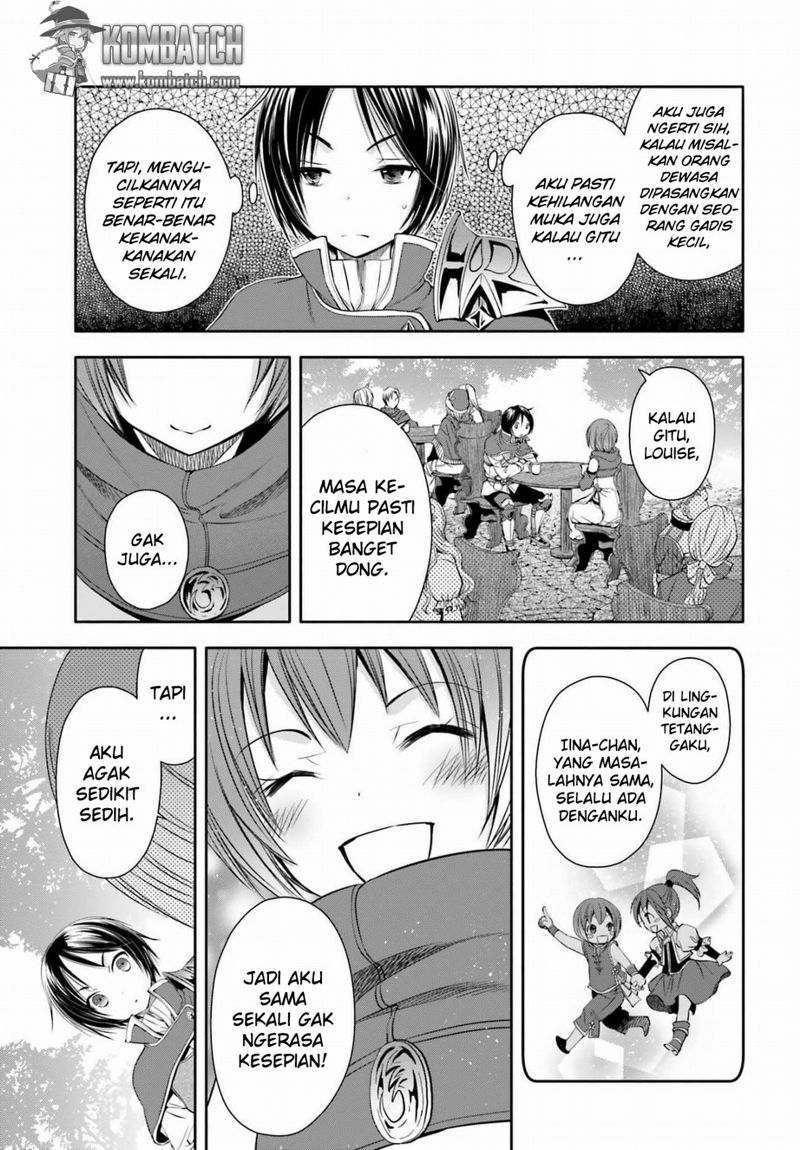 KOMBATCH
www.kombatch.com
AKU JUGA
NGERTI SIH,
KALAU MISAL-
KAN ORANG
DEWASA
DIPASANGKAN
DENGAN SEO-
RANG GADIS
KECIL,
AKU PASTI
KEHILANGAN
MUKA JUGA
KALAU GITU
...
TAPI, MENGU-
CILKANNYA
SEPERTI ITU
BENAR-BENAR
KEKANAK-
KANAKAN
SEKALI.
KALAU
GITU,
LOUISE,
MASA KE-
CILMU PASTI
KESEPIAN
BANGET
DONG.
GAK
JUGA...
DI LING-
KUNGAN
TETANG-
GAKU,
IINA-CHAN,
YANG MASA-
LAHNYA SAMA,
SELALU ADA
DENGANKU.
JADI AKU
SAMA
SEKALI GAK
NGERASA
KESEPIAN!
TAPI
...
AKU
AGAK
SEDIKIT
SEDIH.